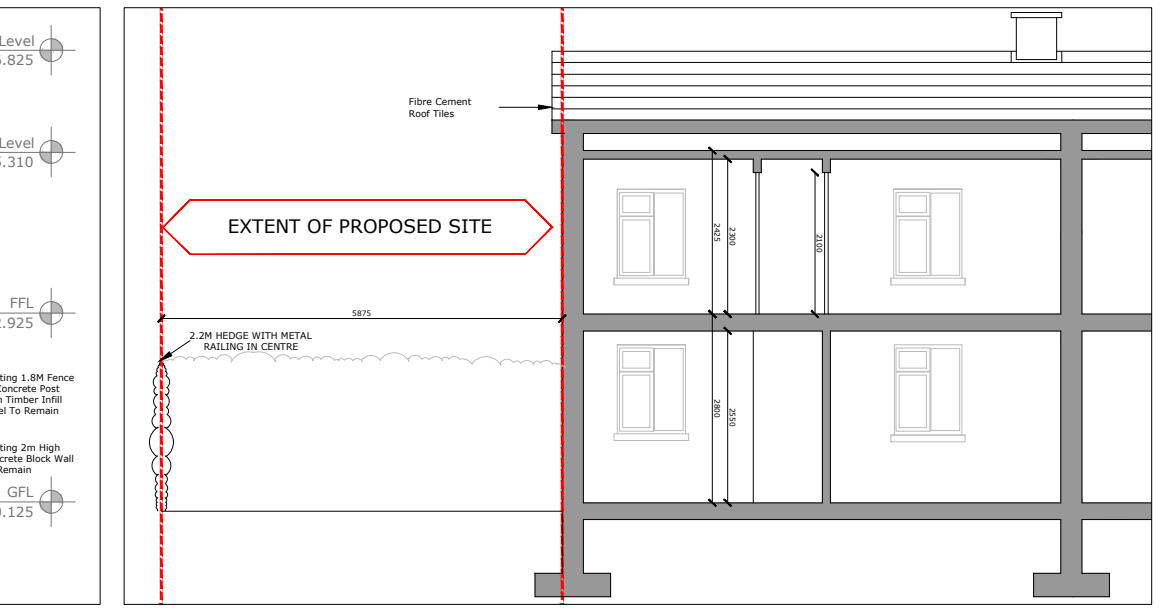 Level
.825
Level
.310
FFL
.925
ting 1.8M Fence
Concrete Post
Timber Infill
el To Remain
ting 2m High
crete Block Wall
Remain
GFL
.125
Fibre Cement
Roof Tiles
EXTENT OF PROPOSED SITE
5875
2.2M HEDGE WITH METAL
RAILING IN CENTRE
2425
2300
2100
2800
2550